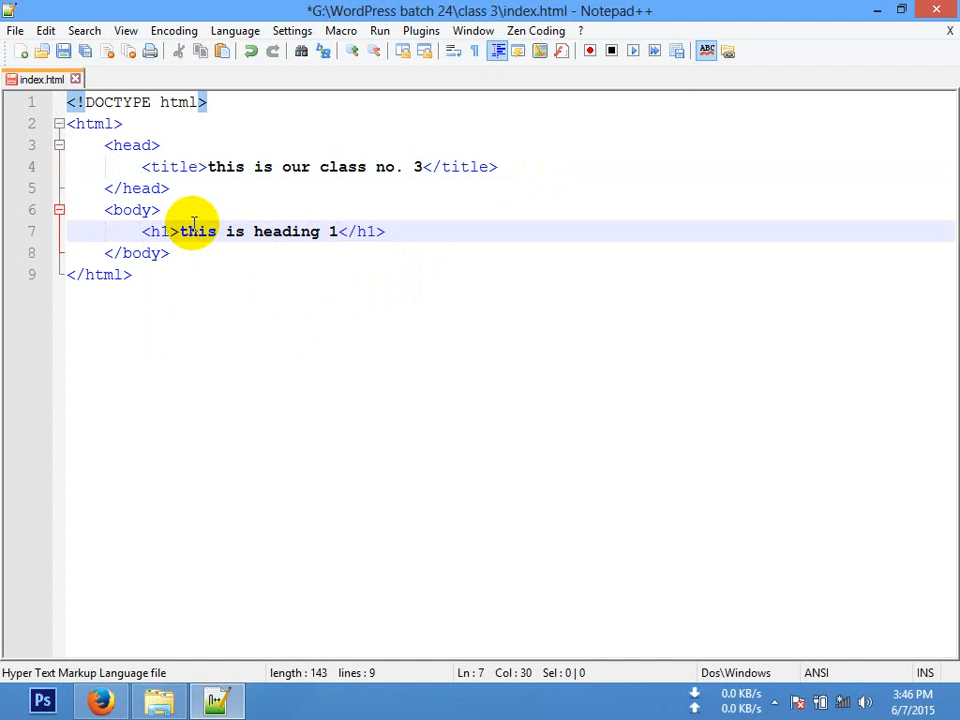 *G:\WordPress batch 24\class 3\index.html - Notepad++
File Edit Search View Encoding Language Settings Macro Run Plugins Window Zen Coding ? X
ABC
index.html
1 <!DOCTYPE html>
2 <html>
3 <head>
4 <title>this is our class no. 3</title>
5 </head>
6 <body>
7 <h1>this is heading 1</h1>
8 </body>
9 </html>
Hyper Text Markup Language file length : 143 lines : 9 Ln : 7 Col : 30 Sel : 0 | 0 Dos\Windows ANSI INS
Ps
0.0 KB/s
0.0 KB/s
3:46 PM
6/7/2015